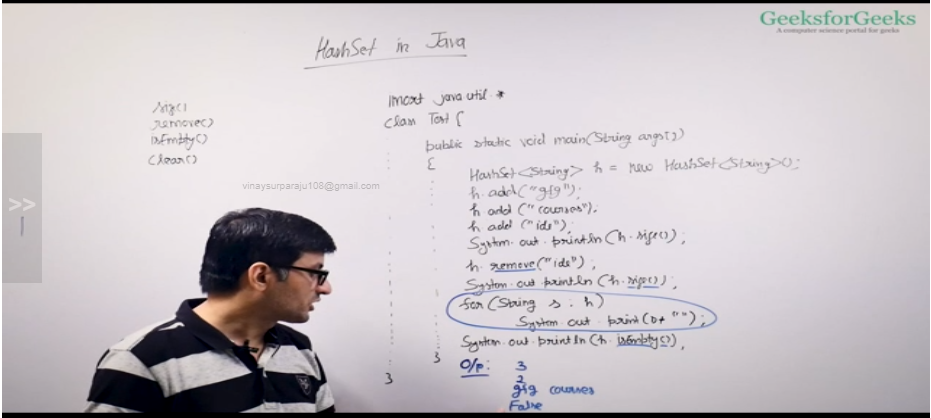 GeeksforGeeks
A computer science portal for geeks
HashSet in Java
size()
remove()
isEmpty()
clear()
imort java util. *
class Test {
public static void main(String args[])
{
HashSet<String> h = new HashSet<String>();
h.add("gfg");
h add ("courses");
h add ("ide");
System.out.println(h.size());
h.remove("ide");
System out println (h.size());
for (String s : h)
System out print(s+ " ");
System.out.println (h.isEmpty());
}
}
O/p:
3
2
gfg courses
False
vinaysurparaju108@gmail.com
>>